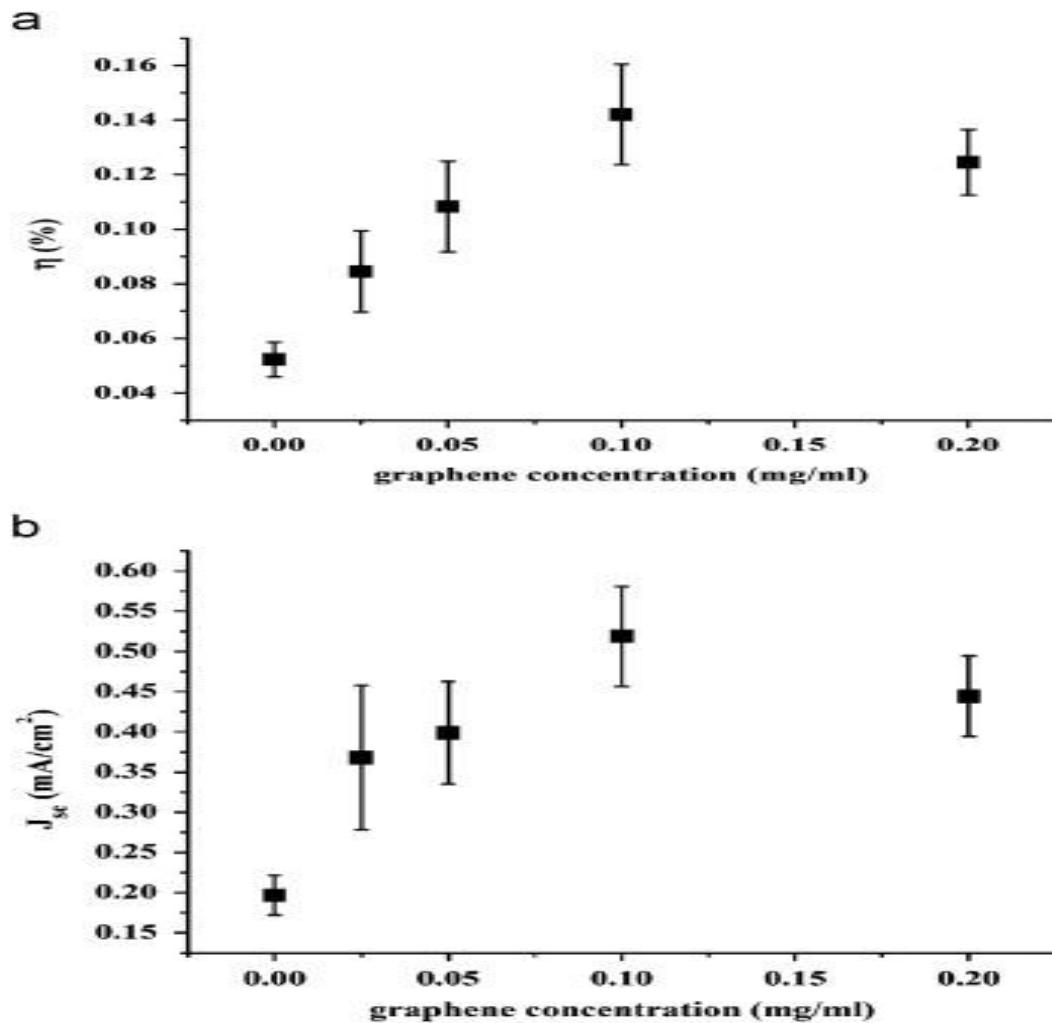 a
0.16
0.14
0.12
0.10
0.08
0.06
0.04
η (%)
0.00 0.05 0.10 0.15 0.20
graphene concentration (mg/ml)
b
0.60
0.55
0.50
0.45
0.40
0.35
0.30
0.25
0.20
0.15
J_sc (mA/cm²)
0.00 0.05 0.10 0.15 0.20
graphene concentration (mg/ml)